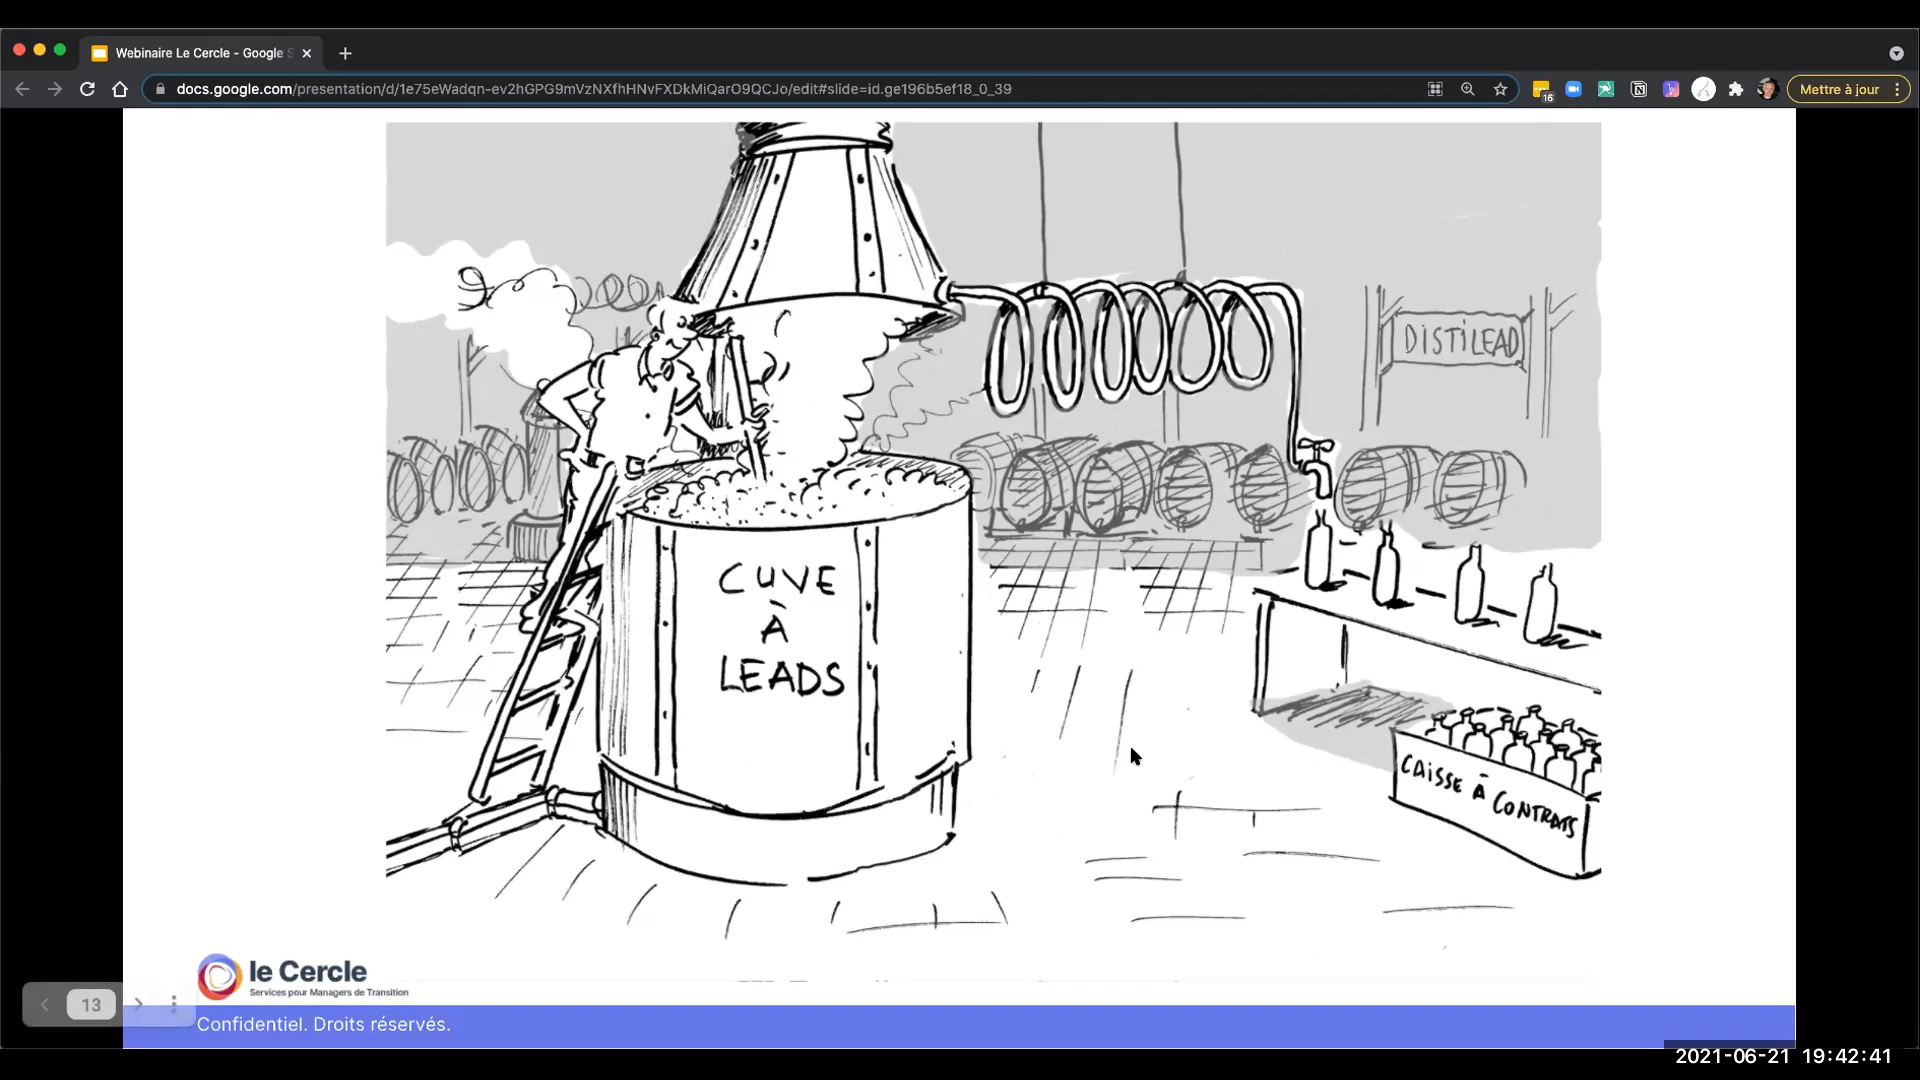 Webinaire Le Cercle - Google S
docs.google.com/presentation/d/1e75eWadqn-ev2hGPG9mVzNXfhHNvFXDkMiQarO9QCJo/edit#slide=id.ge196b5ef18_0_39
16
Mettre à jour
DISTILEAD
CUVE
À
LEADS
CAISSE À CONTRATS
le Cercle
Services pour Managers de Transition
13
Confidentiel. Droits réservés.
2021-06-21 19:42:41